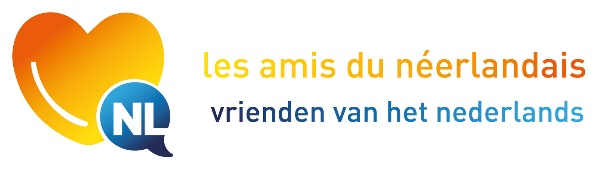 NL
les amis du néerlandais
vrienden van het nederlands